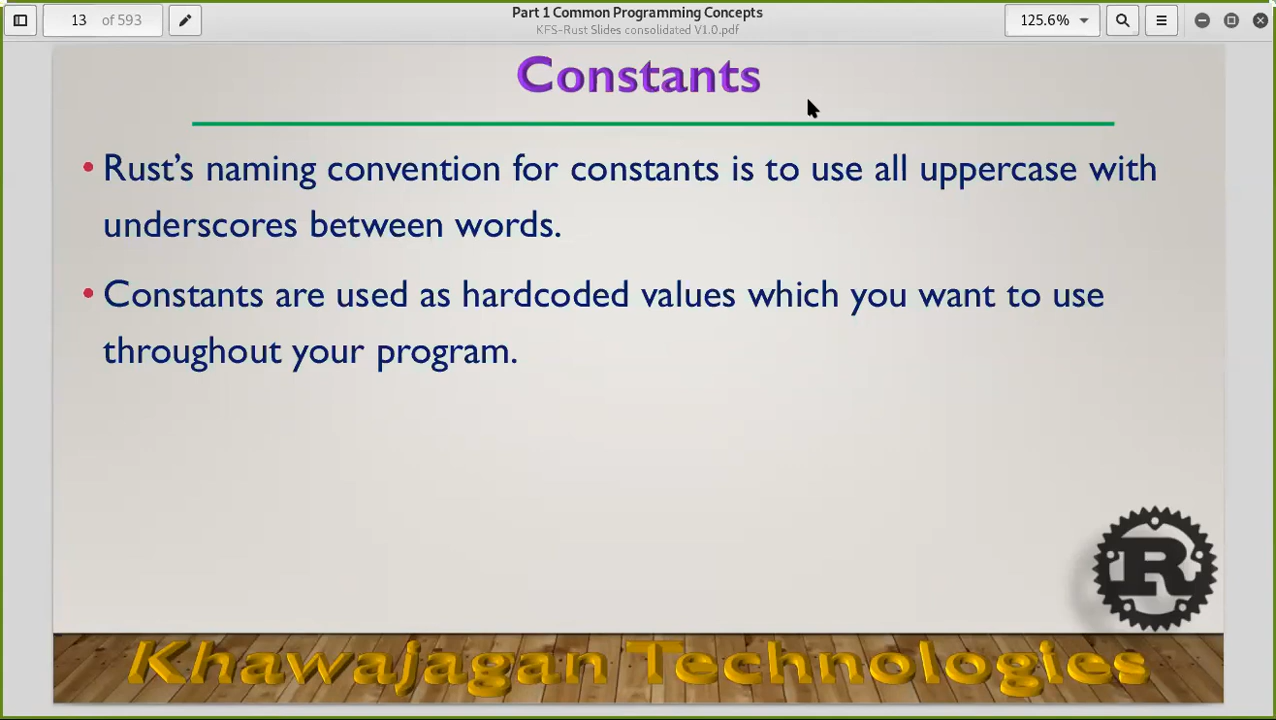 Part 1 Common Programming Concepts
13 of 593
125.6%
KFS-Rust Slides consolidated V1.0.pdf
Constants
• Rust's naming convention for constants is to use all uppercase with
underscores between words.
• Constants are used as hardcoded values which you want to use
throughout your program.
R
Khawajagan Technologies